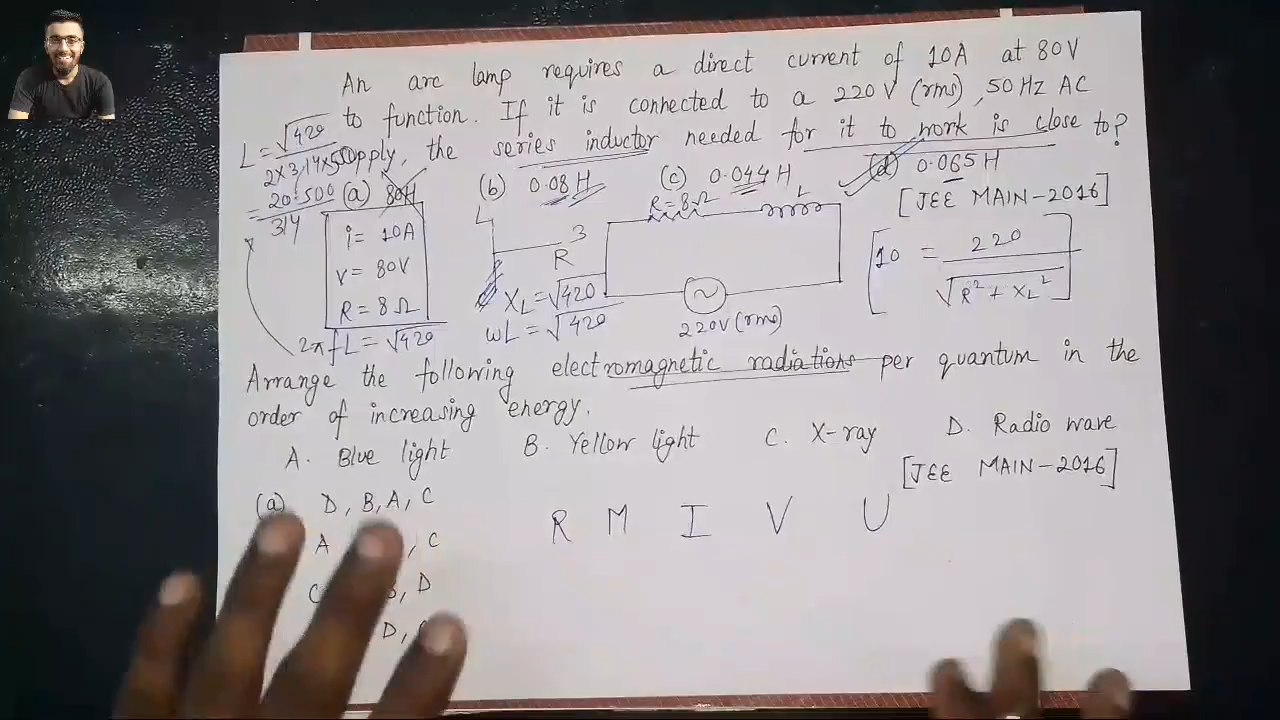 An arc lamp requires a direct current of 10A at 80V
to function. If it is connected to a 220V (rms), 50 Hz AC
L = √420 / 2×3.14×50
supply, the series inductor needed for it to work is close to?
= 20.500 / 314
(a) 80H (b) 0.08 H (c) 0.044 H (d) 0.065 H
[JEE MAIN-2016]
R = 8Ω L
i = 10A
V = 80V
R = 8 Ω
L
3
R
XL = √420
ωL = √420
2πfL = √420
220V (rms)
10 = 220 / √R² + XL²
Arrange the following electromagnetic radiations per quantum in the
order of increasing energy.
A. Blue light B. Yellow light C. X-ray D. Radio wave
[JEE MAIN-2016]
(a) D, B, A, C
R M I V U
A , C
C , D
D,